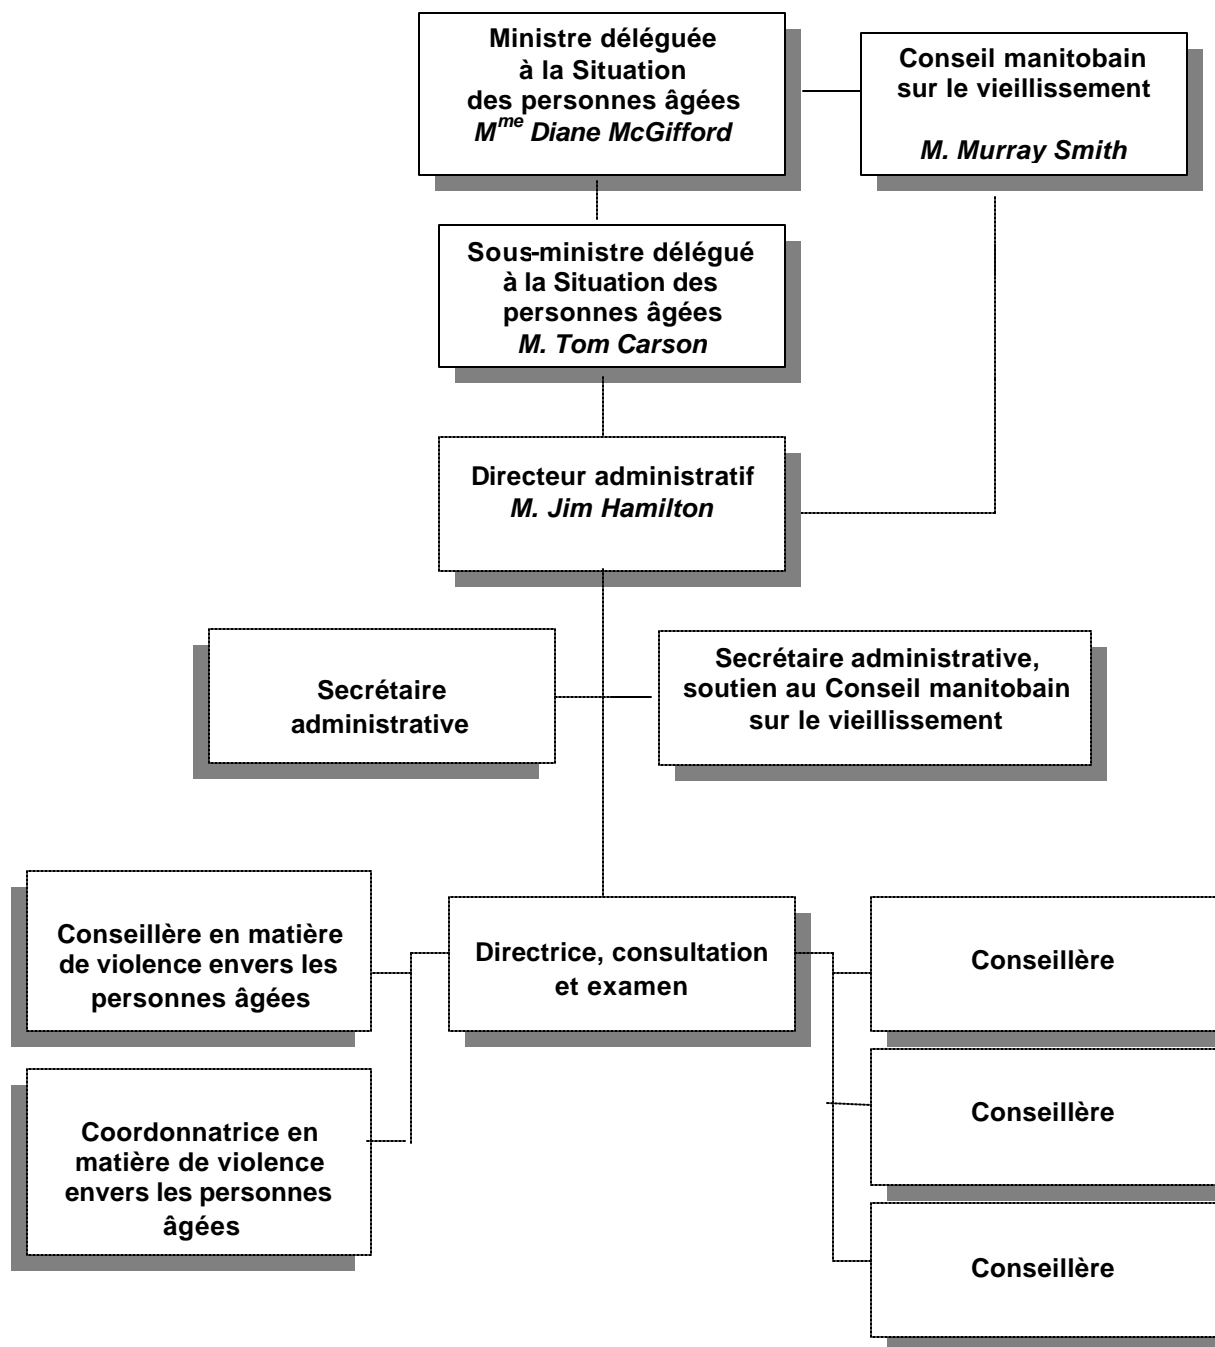 Ministre déléguée
à la Situation
des personnes âgées
Mme Diane McGifford
Conseil manitobain
sur le vieillissement
M. Murray Smith
Sous-ministre délégué
à la Situation des
personnes âgées
M. Tom Carson
Directeur administratif
M. Jim Hamilton
Secrétaire
administrative
Secrétaire administrative,
soutien au Conseil manitobain
sur le vieillissement
Conseillère en matière
de violence envers les
personnes âgées
Directrice, consultation
et examen
Conseillère
Coordonnatrice en
matière de violence
envers les personnes
âgées
Conseillère
Conseillère